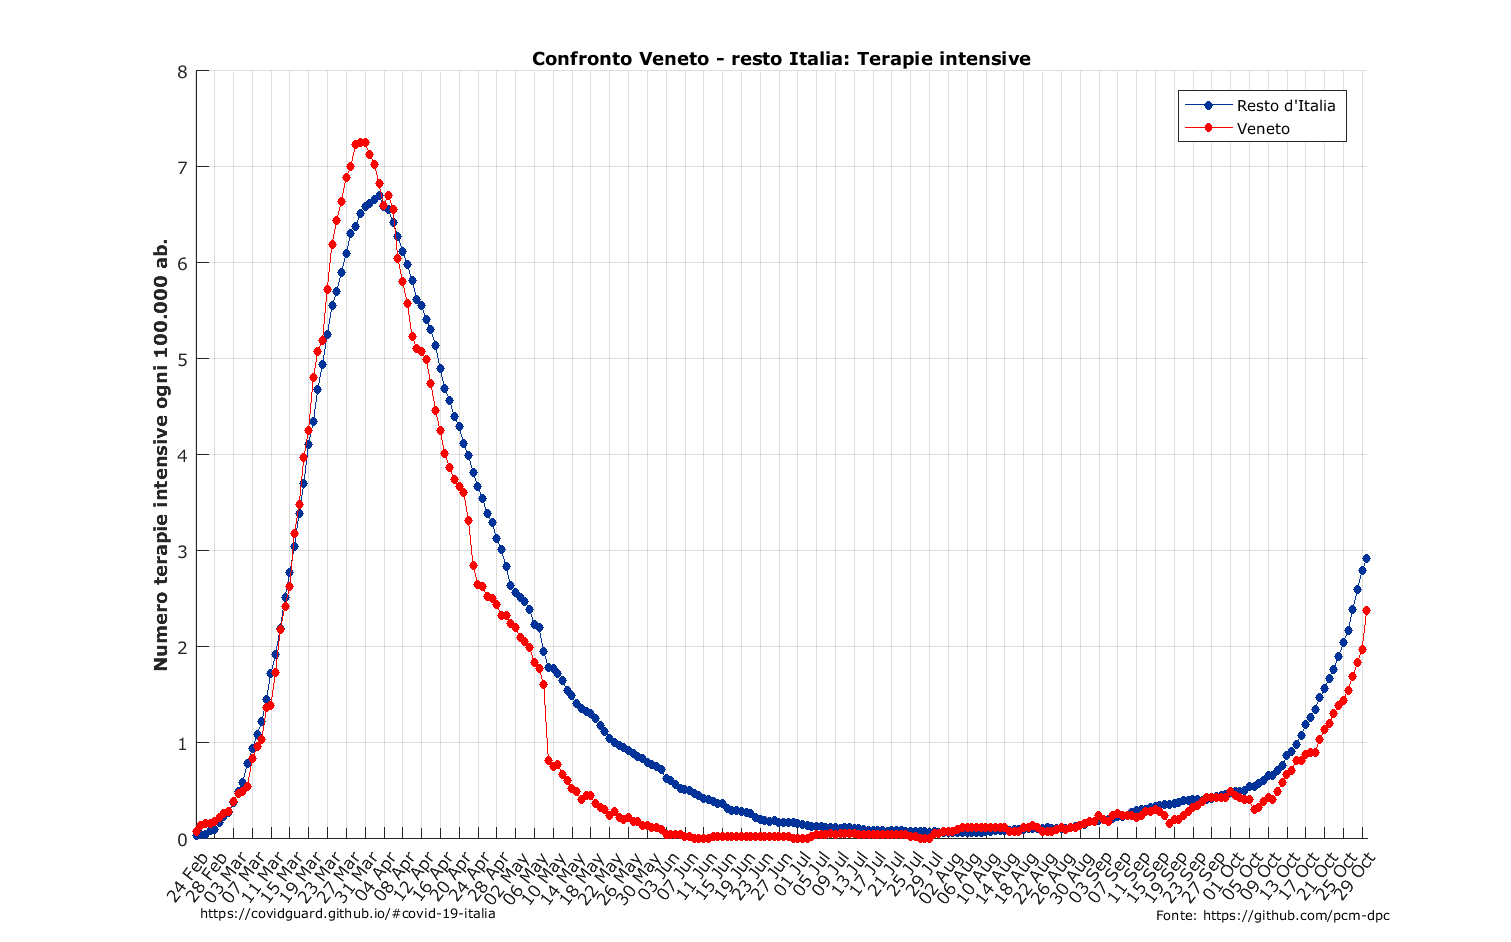 Confronto Veneto - resto Italia: Terapie intensive
Resto d'Italia
Veneto
Numero terapie intensive ogni 100.000 ab.
8
7
6
5
4
3
2
1
0
24 Feb
28 Feb
03 Mar
07 Mar
11 Mar
15 Mar
19 Mar
23 Mar
27 Mar
31 Mar
04 Apr
08 Apr
12 Apr
16 Apr
20 Apr
24 Apr
28 Apr
02 May
06 May
10 May
14 May
18 May
22 May
26 May
30 May
03 Jun
07 Jun
11 Jun
15 Jun
19 Jun
23 Jun
27 Jun
01 Jul
05 Jul
09 Jul
13 Jul
17 Jul
21 Jul
25 Jul
29 Jul
02 Aug
06 Aug
10 Aug
14 Aug
18 Aug
22 Aug
26 Aug
30 Aug
03 Sep
07 Sep
11 Sep
15 Sep
19 Sep
23 Sep
27 Sep
01 Oct
05 Oct
09 Oct
13 Oct
17 Oct
21 Oct
25 Oct
29 Oct
https://covidguard.github.io/#covid-19-italia
Fonte: https://github.com/pcm-dpc